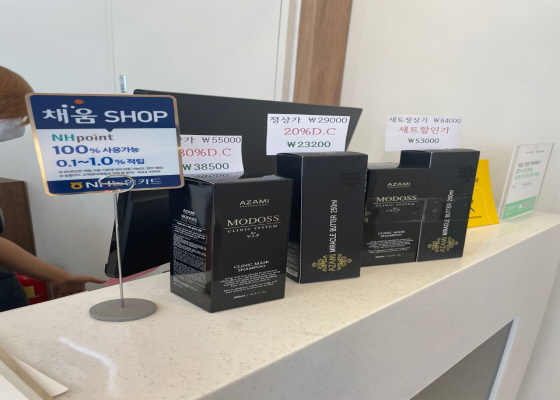 채움 SHOP
NHpoint
100% 사용가능
0.1~1.0% 적립
NH농협카드
가 ₩55000
30%D.C
₩38500
정상가 ₩29000
20%D.C
₩23200
세트정상가 ₩84000
세트할인가
₩53000
AZAMI
MODOSS
CLINIC SYSTEM
CLINIC MASK
SHAMPOO
AZAMI MIRACLE BUTTER 250ml
AZAMI
MODOSS
CLINIC SYSTEM
CLINIC MASK
SHAMPOO
AZAMI MIRACLE BUTTER 250ml